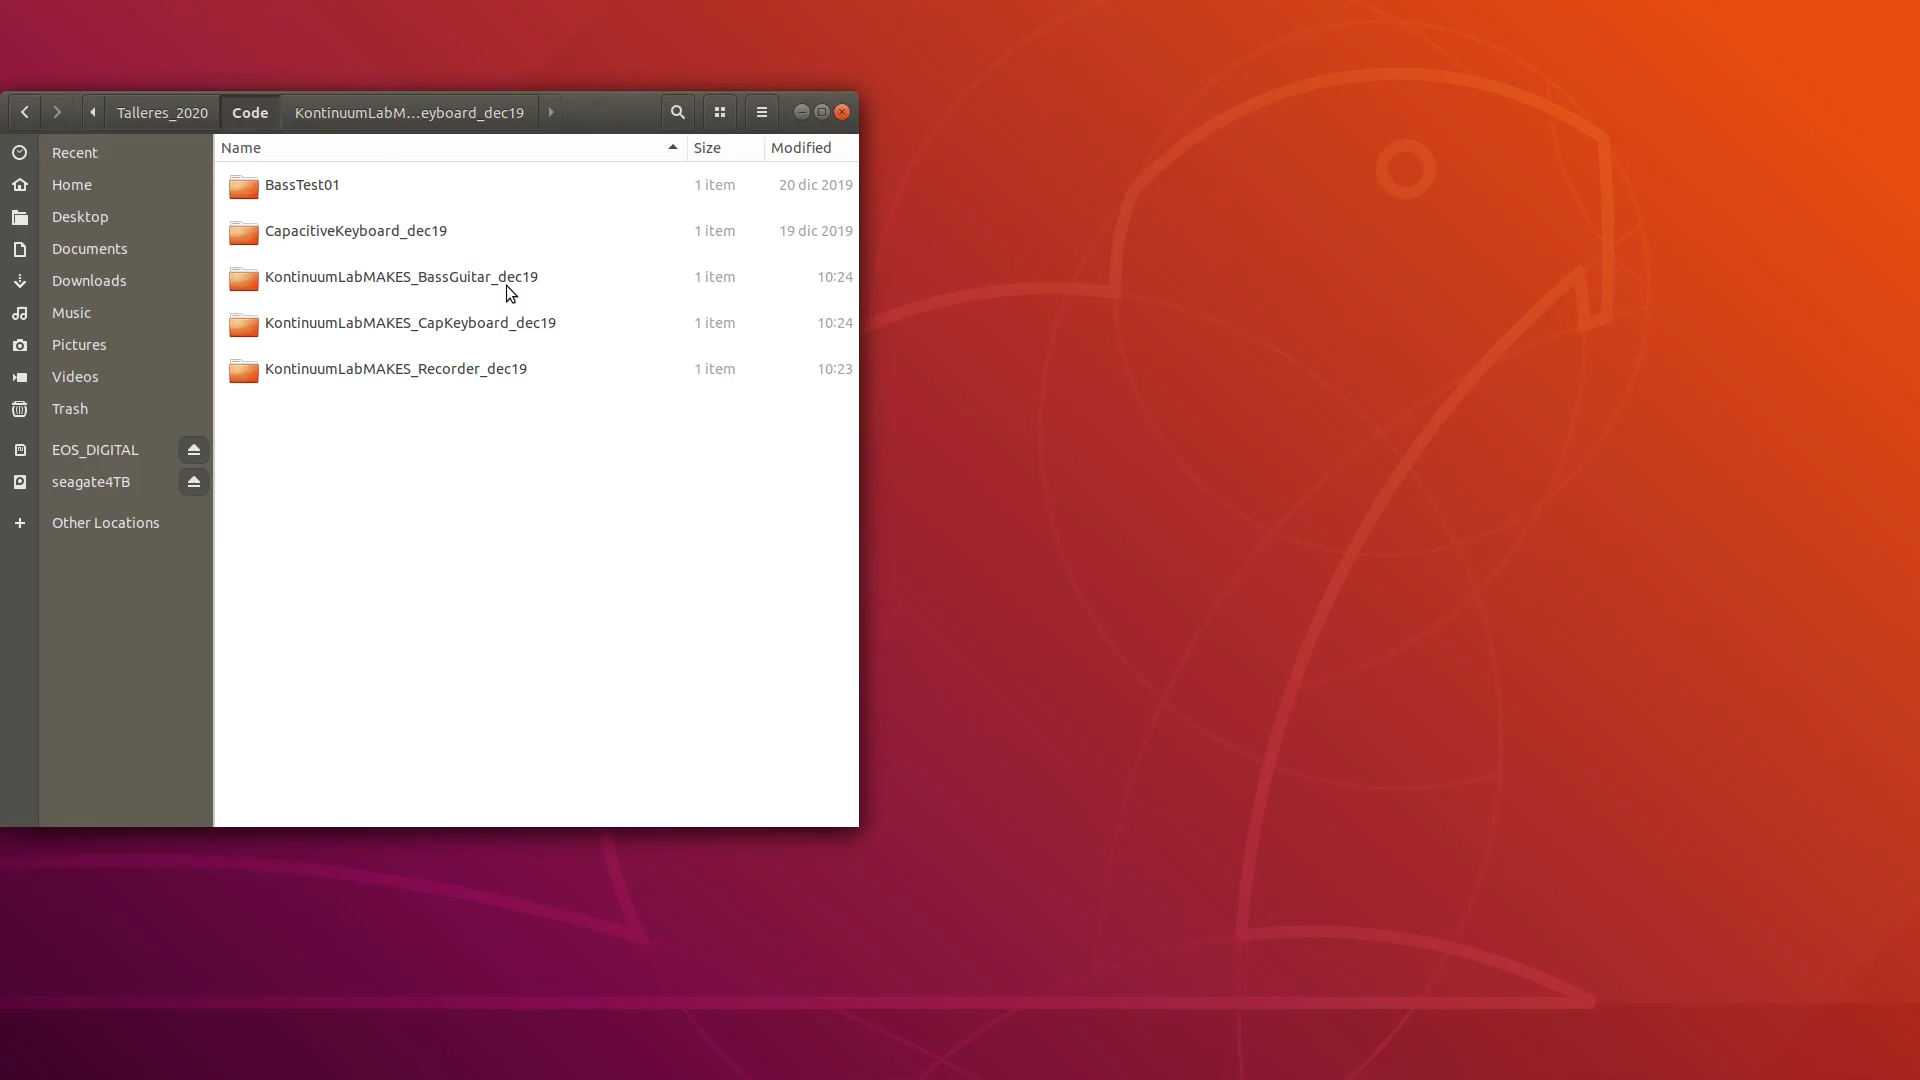 Talleres_2020 Code KontinuumLabM...eyboard_dec19
Name Size Modified
Recent
Home
Desktop
Documents
Downloads
Music
Pictures
Videos
Trash
EOS_DIGITAL
seagate4TB
Other Locations
BassTest01 1 item 20 dic 2019
CapacitiveKeyboard_dec19 1 item 19 dic 2019
KontinuumLabMAKES_BassGuitar_dec19 1 item 10:24
KontinuumLabMAKES_CapKeyboard_dec19 1 item 10:24
KontinuumLabMAKES_Recorder_dec19 1 item 10:23